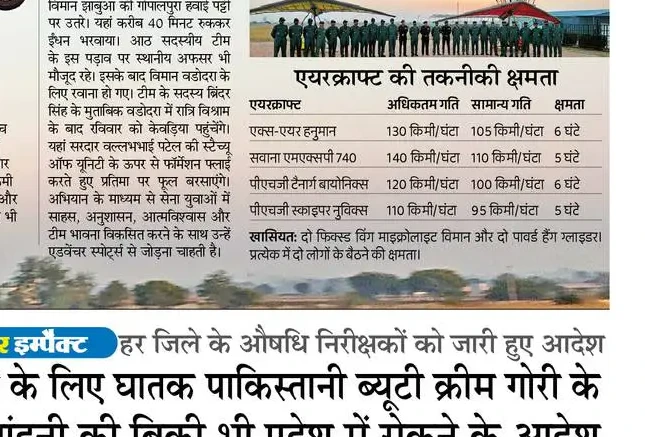 विमान झाबुआ की गोपालपुरा हवाई पट्टी
पर उतरे। यहां करीब 40 मिनट रुककर
ईंधन भरवाया। आठ सदस्यीय टीम
के इस पड़ाव पर स्थानीय अफसर भी
मौजूद रहे। इसके बाद विमान वडोदरा के
लिए रवाना हो गए। टीम के सदस्य ब्रिंदर
सिंह के मुताबिक वडोदरा में रात्रि विश्राम
के बाद रविवार को केवड़िया पहुंचेंगे।
यहां सरदार वल्लभभाई पटेल की स्टैच्यू
ऑफ यूनिटी के ऊपर से फॉर्मेशन फ्लाई
करते हुए प्रतिमा पर फूल बरसाएंगे।
अभियान के माध्यम से सेना युवाओं में
साहस, अनुशासन, आत्मविश्वास और
टीम भावना विकसित करने के साथ उन्हें
एडवेंचर स्पोर्ट्स से जोड़ना चाहती है।
और
भी
एयरक्राफ्ट की तकनीकी क्षमता
एयरक्राफ्ट अधिकतम गति सामान्य गति क्षमता
एक्स-एयर हनुमान 130 किमी/घंटा 105 किमी/घंटा 6 घंटे
सवाना एमएक्सपी 740 140 किमी/घंटा 110 किमी/घंटा 5 घंटे
पीएचजी टैनार्ग बायोनिक्स 120 किमी/घंटा 100 किमी/घंटा 6 घंटे
पीएचजी स्काइपर नुविक्स 110 किमी/घंटा 95 किमी/घंटा 5 घंटे
खासियत: दो फिक्स्ड विंग माइक्रोलाइट विमान और दो पावर्ड हैंग ग्लाइडर।
प्रत्येक में दो लोगों के बैठने की क्षमता।
इम्पैक्ट हर जिले के औषधि निरीक्षकों को जारी हुए आदेश
के लिए घातक पाकिस्तानी ब्यूटी क्रीम गोरी के
की बिक्री भी प्रदेश में रोकने के आदेश